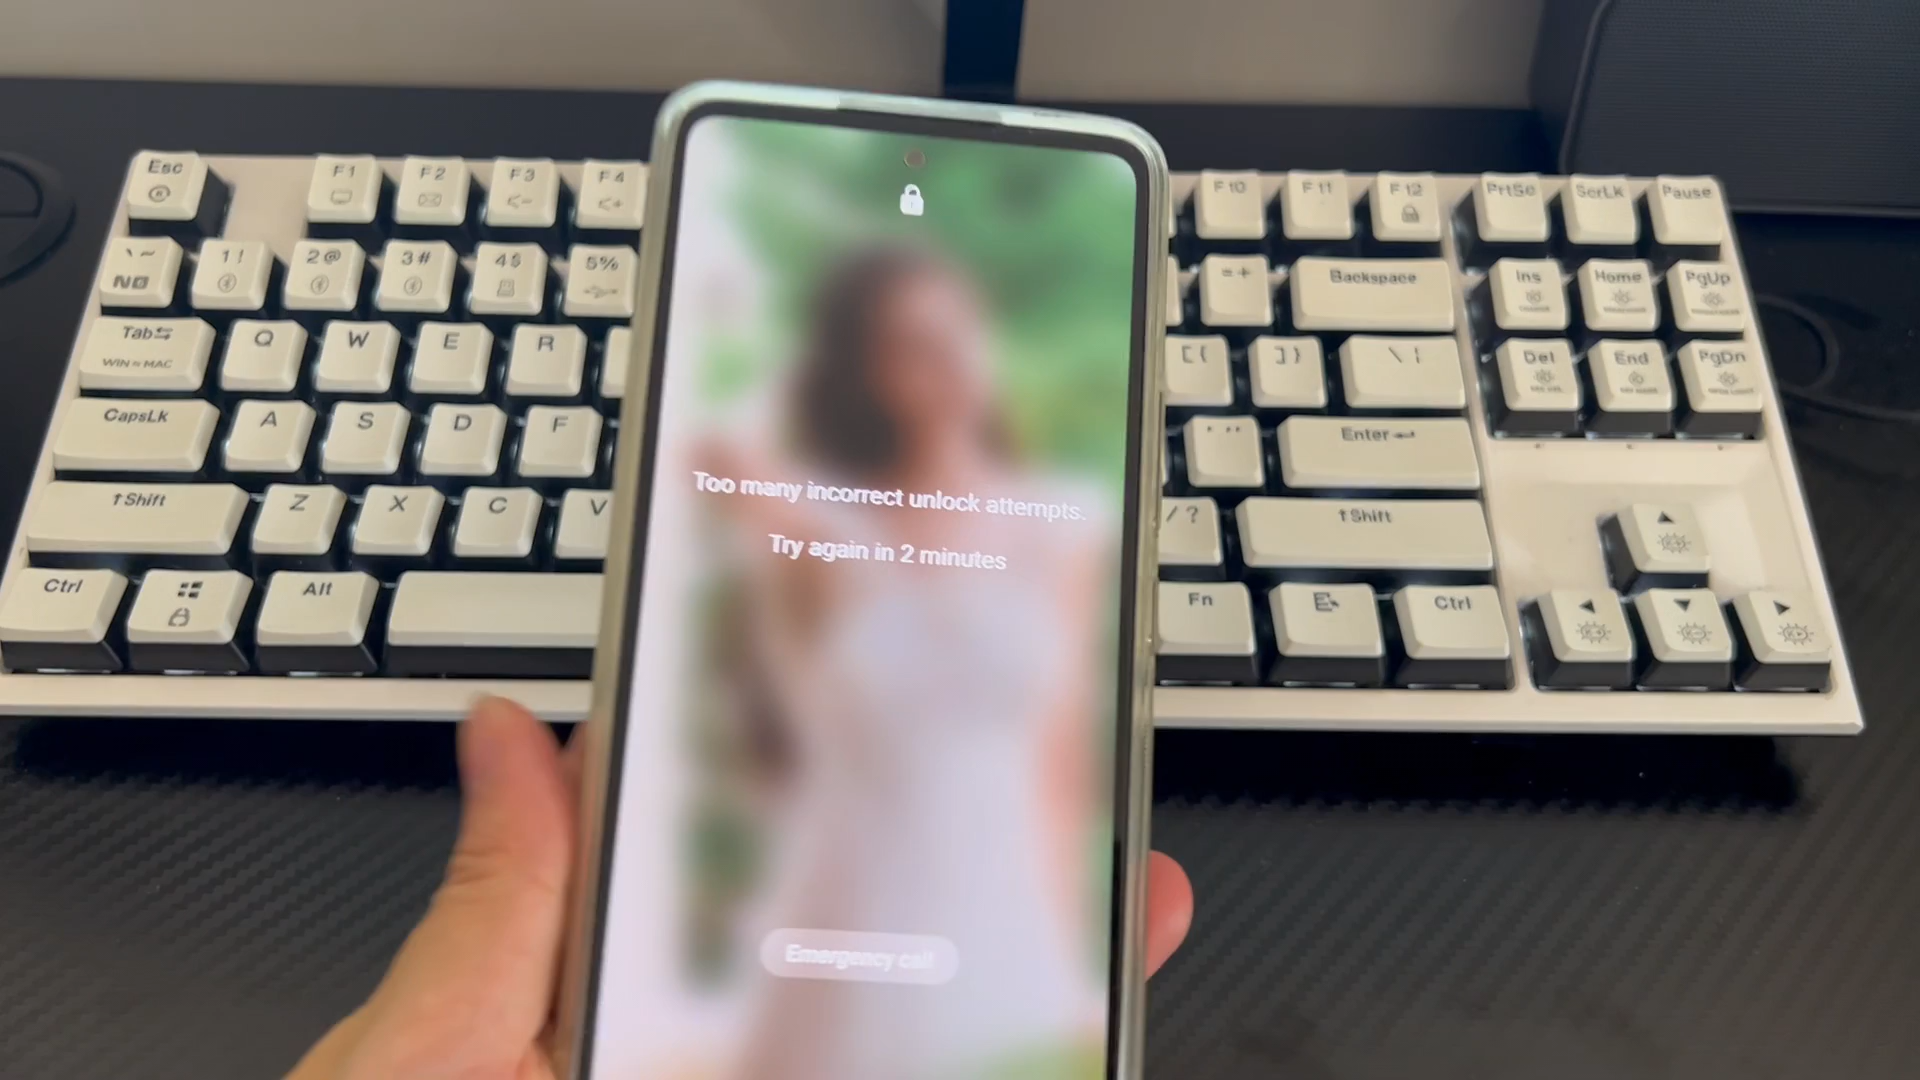 Esc F1 F2 F3 F4 F10 F11 F12 PrtSc ScrLk Pause
` ~ 1 ! 2 @ 3 # 4 $ 5 % = + Backspace Ins Home PgUp
Tab Q W E R [ { ] } \ | Del End PgDn
WIN MAC
CapsLk A S D F ' " Enter
Shift Z X C V / ? Shift
Ctrl Alt Fn Ctrl
Too many incorrect unlock attempts.
Try again in 2 minutes
Emergency call